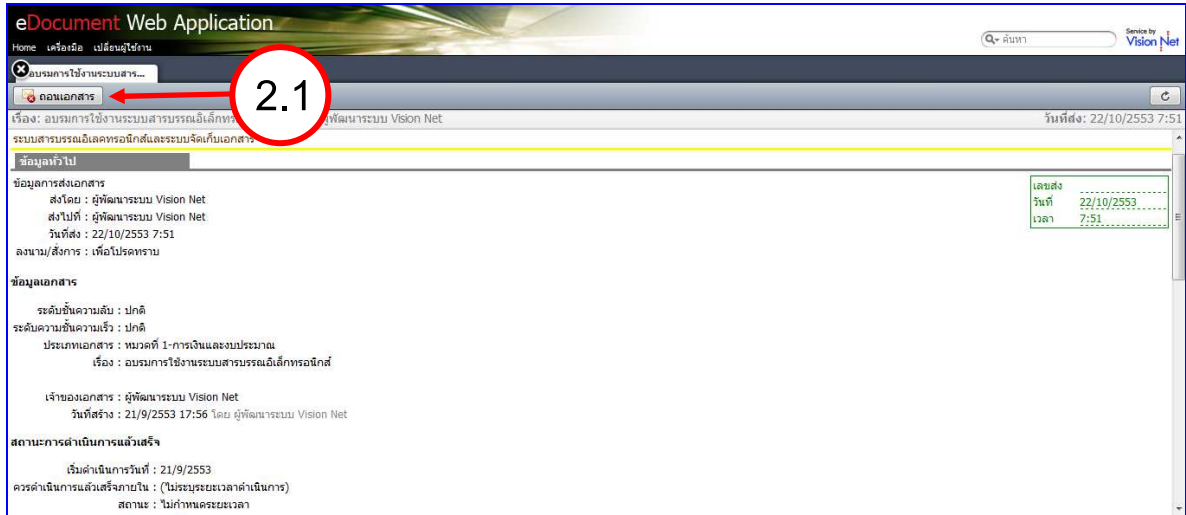 eDocument Web Application
Home เครื่องมือ เปลี่ยนผู้ใช้งาน
ค้นหา
Service by
Vision Net
อบรมการใช้งานระบบสาร...
ถอนเอกสาร
2.1
เรื่อง: อบรมการใช้งานระบบสารบรรณอิเล็กทร ผู้พัฒนาระบบ Vision Net วันที่ส่ง: 22/10/2553 7:51
ระบบสารบรรณอิเลคทรอนิกส์และระบบจัดเก็บเอกสาร
ข้อมูลทั่วไป
ข้อมูลการส่งเอกสาร
ส่งโดย : ผู้พัฒนาระบบ Vision Net
ส่งไปที่ : ผู้พัฒนาระบบ Vision Net
วันที่ส่ง : 22/10/2553 7:51
ลงนาม/สั่งการ : เพื่อโปรดทราบ
เลขส่ง
วันที่ 22/10/2553
เวลา 7:51
ข้อมูลเอกสาร
ระดับชั้นความลับ : ปกติ
ระดับความชั้นความเร็ว : ปกติ
ประเภทเอกสาร : หมวดที่ 1-การเงินและงบประมาณ
เรื่อง : อบรมการใช้งานระบบสารบรรณอิเล็กทรอนิกส์
เจ้าของเอกสาร : ผู้พัฒนาระบบ Vision Net
วันที่สร้าง : 21/9/2553 17:56 โดย ผู้พัฒนาระบบ Vision Net
สถานะการดำเนินการแล้วเสร็จ
เริ่มดำเนินการวันที่ : 21/9/2553
ควรดำเนินการแล้วเสร็จภายใน : (ไม่ระบุระยะเวลาดำเนินการ)
สถานะ : ไม่กำหนดระยะเวลา